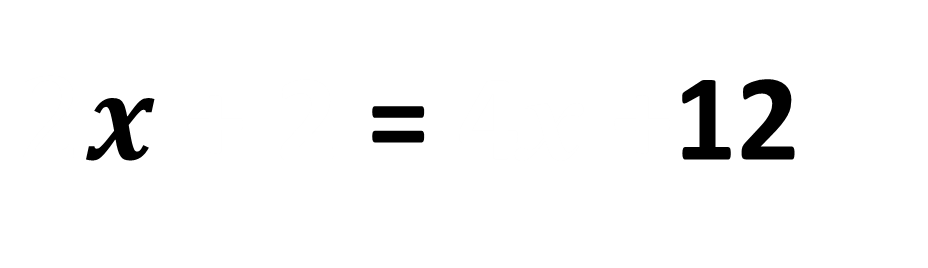 x = 12